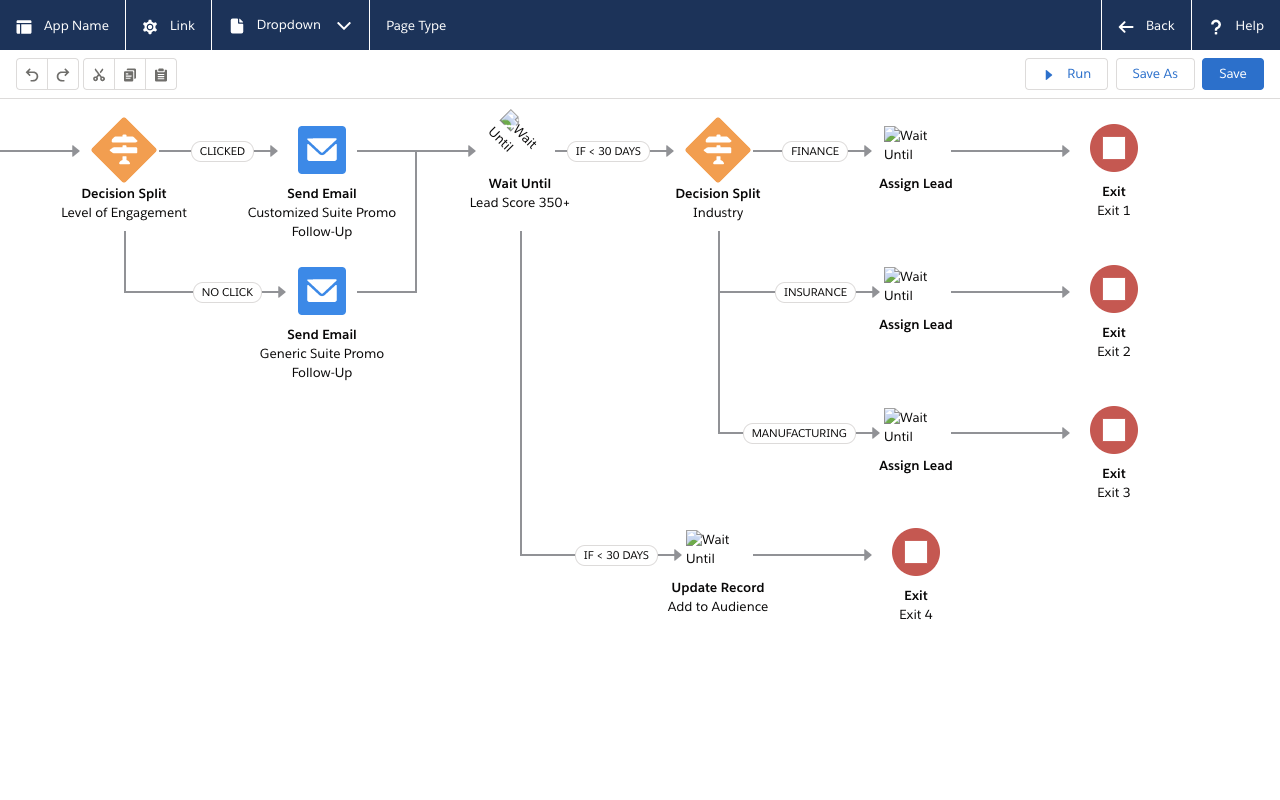 App Name
Link
Dropdown
Page Type
Back
Help
Run
Save As
Save
Decision Split
Level of Engagement
CLICKED
Send Email
Customized Suite Promo
Follow-Up
Wait
Until
Wait Until
Lead Score 350+
IF < 30 DAYS
Decision Split
Industry
FINANCE
Wait
Until
Assign Lead
Exit
Exit 1
NO CLICK
Send Email
Generic Suite Promo
Follow-Up
INSURANCE
Wait
Until
Assign Lead
Exit
Exit 2
MANUFACTURING
Wait
Until
Assign Lead
Exit
Exit 3
IF < 30 DAYS
Wait
Until
Update Record
Add to Audience
Exit
Exit 4